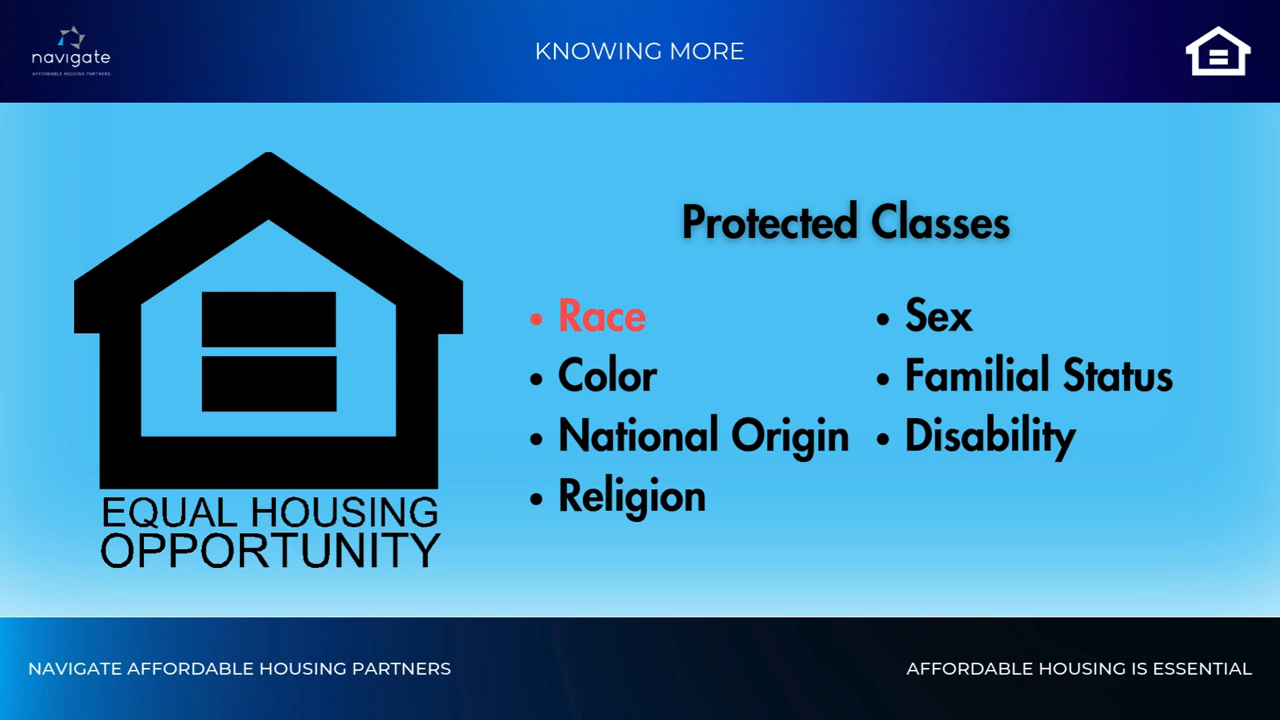 navigate
AFFORDABLE HOUSING PARTNERS
KNOWING MORE
EQUAL HOUSING
OPPORTUNITY
Protected Classes
• Race
• Color
• National Origin
• Religion
• Sex
• Familial Status
• Disability
NAVIGATE AFFORDABLE HOUSING PARTNERS
AFFORDABLE HOUSING IS ESSENTIAL